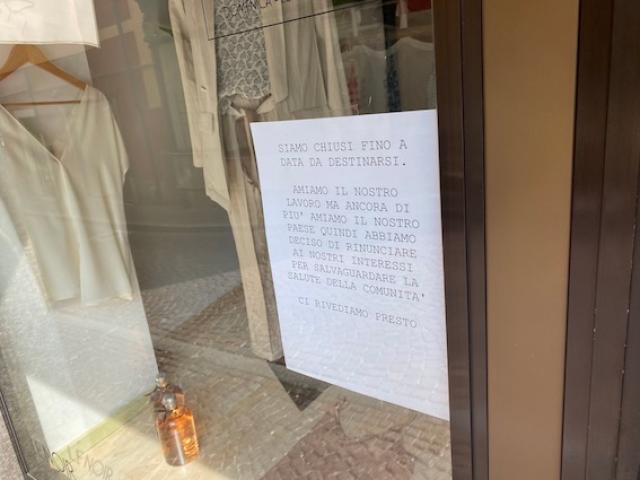 SIAMO CHIUSI FINO A
DATA DA DESTINARSI.
AMIAMO IL NOSTRO
LAVORO MA ANCORA DI
PIU' AMIAMO IL NOSTRO
PAESE QUINDI ABBIAMO
DECISO DI RINUNCIARE
AI NOSTRI INTERESSI
PER SALVAGUARDARE LA
SALUTE DELLA COMUNITA'
CI RIVEDIAMO PRESTO